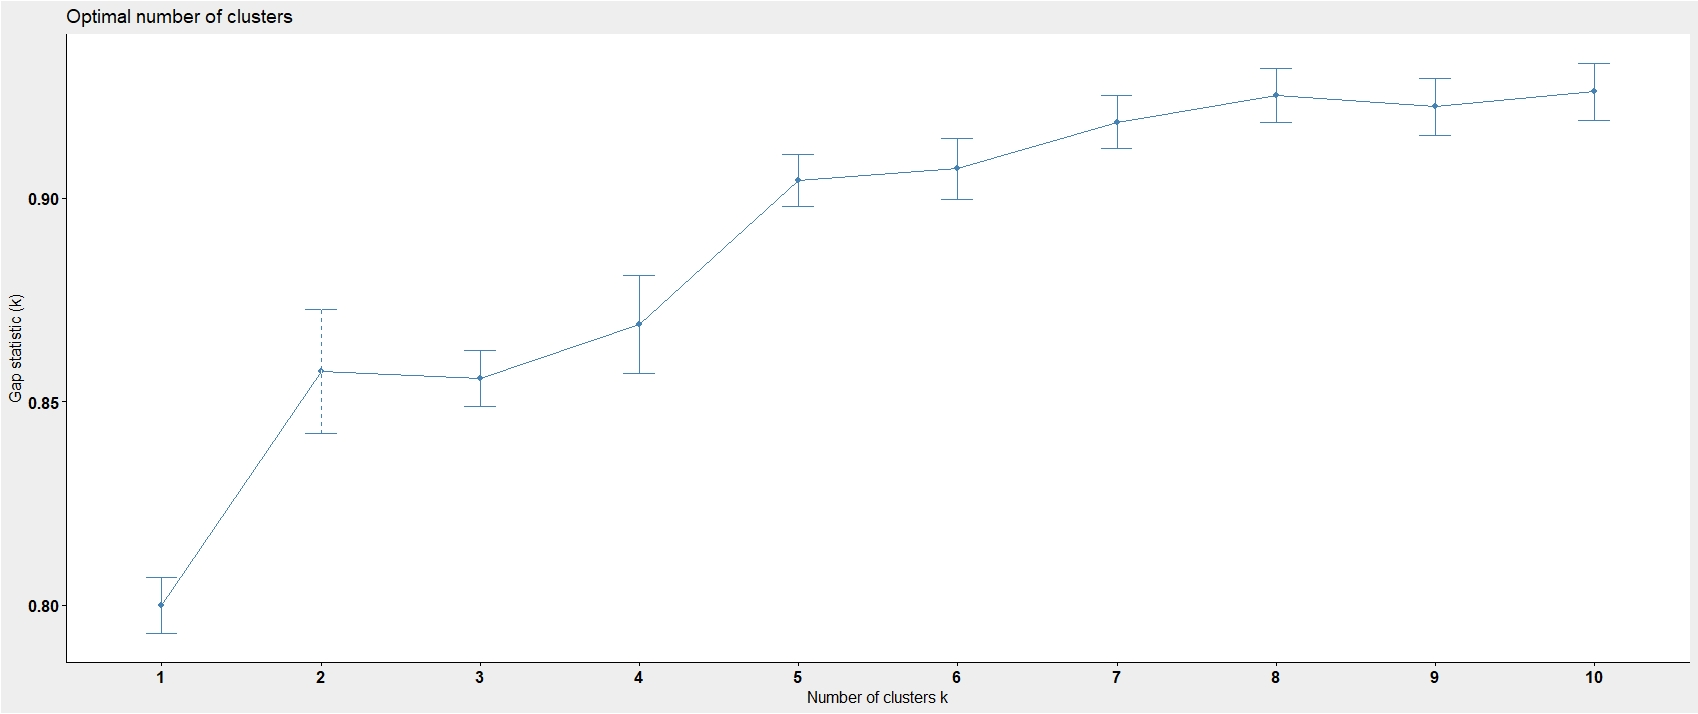 Optimal number of clusters
Gap statistic (k)
0.90
0.85
0.80
1 2 3 4 5 6 7 8 9 10
Number of clusters k